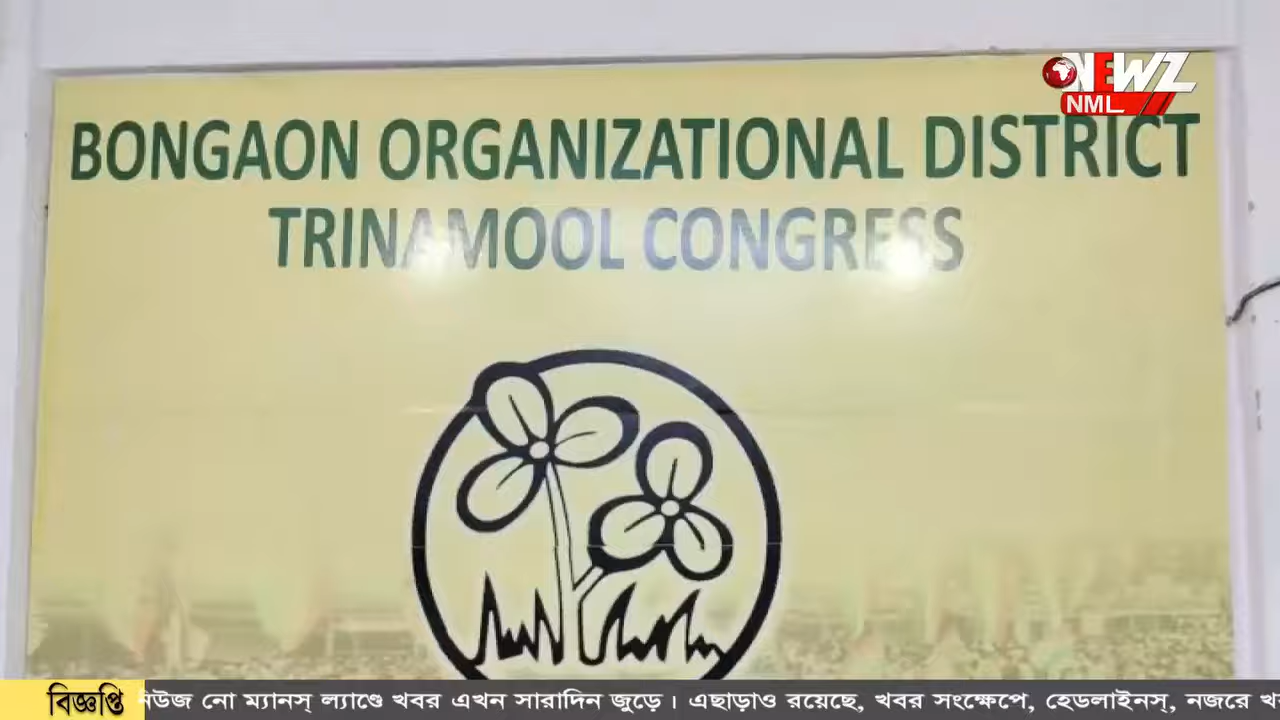 NEWZ
NML
BONGAON ORGANIZATIONAL DISTRICT
TRINAMOOL CONGRESS
বিজ্ঞপ্তি
নিউজ নো ম্যানস্ ল্যাণ্ডে খবর এখন সারাদিন জুড়ে। এছাড়াও রয়েছে, খবর সংক্ষেপে, হেডলাইনস্, নজরে